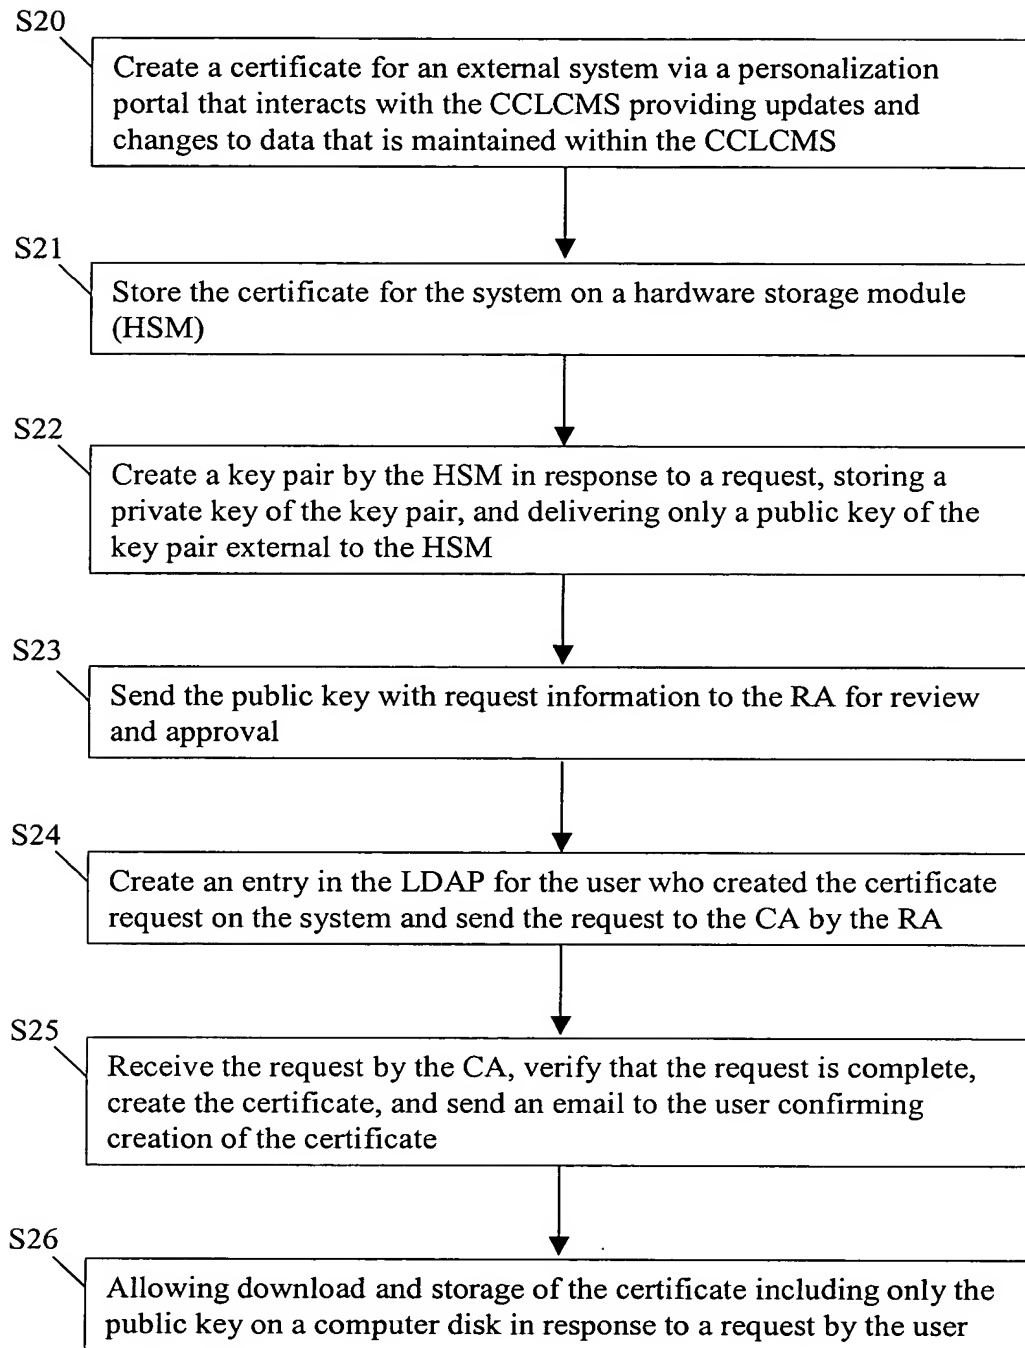 S20
Create a certificate for an external system via a personalization
portal that interacts with the CCLCMS providing updates and
changes to data that is maintained within the CCLCMS
S21
Store the certificate for the system on a hardware storage module
(HSM)
S22
Create a key pair by the HSM in response to a request, storing a
private key of the key pair, and delivering only a public key of the
key pair external to the HSM
S23
Send the public key with request information to the RA for review
and approval
S24
Create an entry in the LDAP for the user who created the certificate
request on the system and send the request to the CA by the RA
S25
Receive the request by the CA, verify that the request is complete,
create the certificate, and send an email to the user confirming
creation of the certificate
S26
Allowing download and storage of the certificate including only the
public key on a computer disk in response to a request by the user